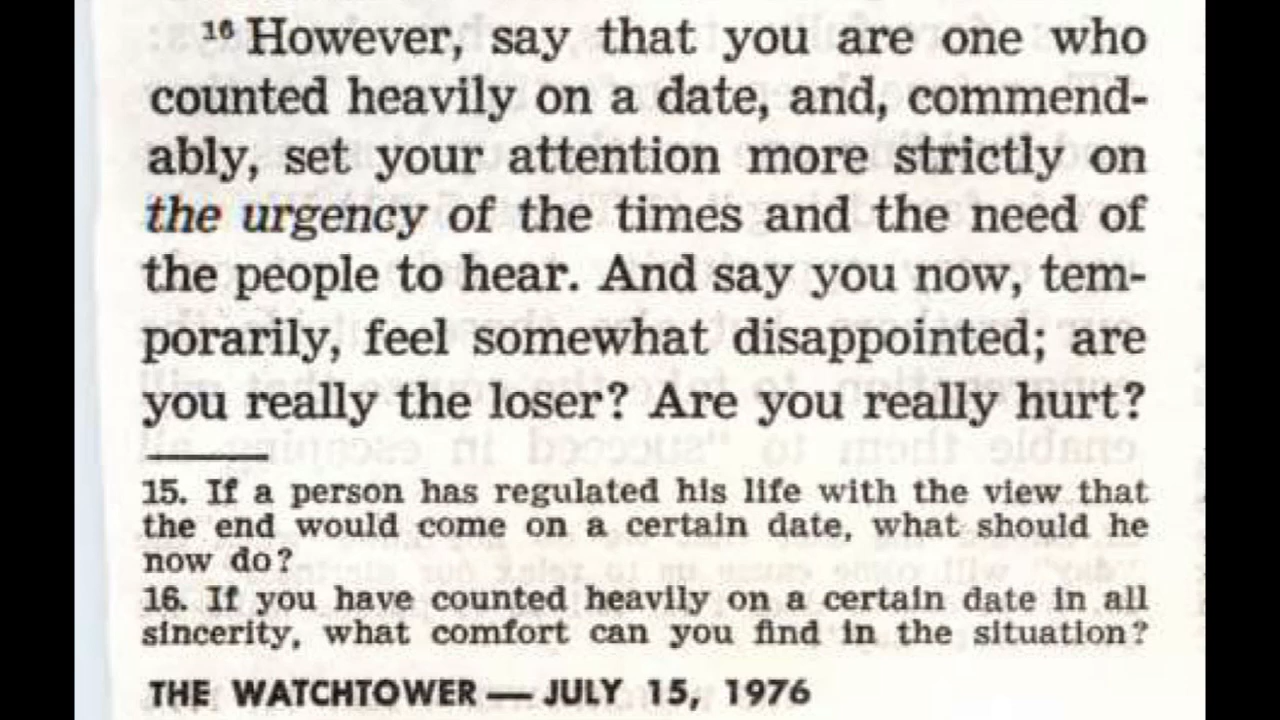 ¹⁶ However, say that you are one who
counted heavily on a date, and, commend-
ably, set your attention more strictly on
the urgency of the times and the need of
the people to hear. And say you now, tem-
porarily, feel somewhat disappointed; are
you really the loser? Are you really hurt?
15. If a person has regulated his life with the view that
the end would come on a certain date, what should he
now do?
16. If you have counted heavily on a certain date in all
sincerity, what comfort can you find in the situation?
THE WATCHTOWER — JULY 15, 1976